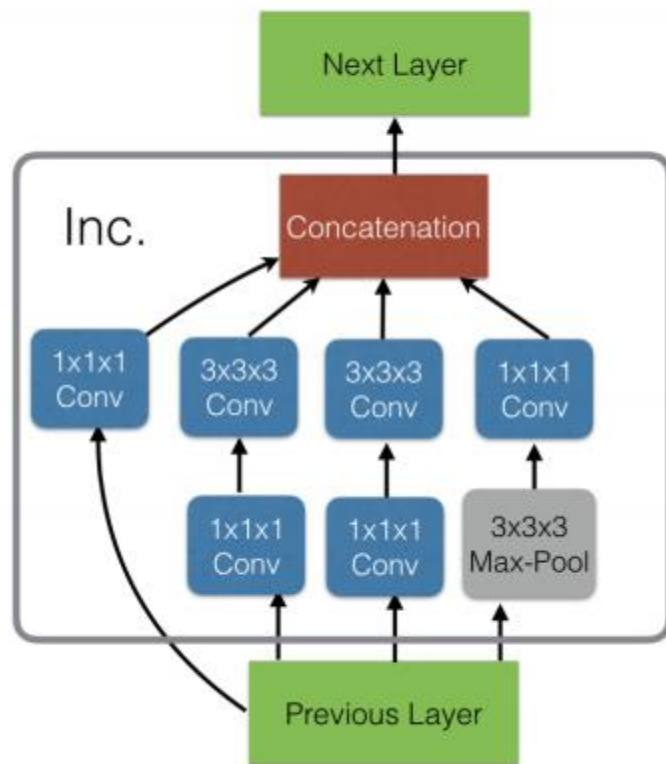 Next Layer
Inc.
Concatenation
1x1x1
Conv
3x3x3
Conv
3x3x3
Conv
1x1x1
Conv
1x1x1
Conv
1x1x1
Conv
3x3x3
Max-Pool
Previous Layer